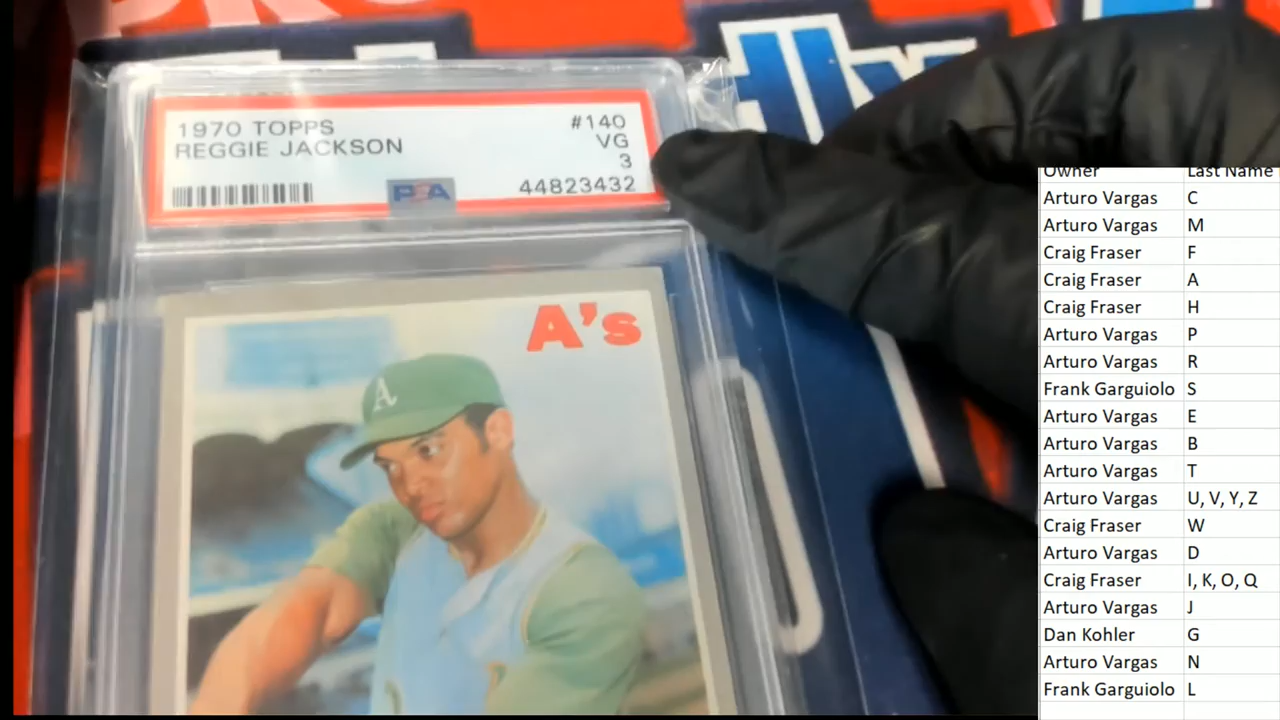 1970 TOPPS #140
REGGIE JACKSON VG
3
PSA 44823432
A's
A
Owner Last Name
Arturo Vargas C
Arturo Vargas M
Craig Fraser F
Craig Fraser A
Craig Fraser H
Arturo Vargas P
Arturo Vargas R
Frank Garguiolo S
Arturo Vargas E
Arturo Vargas B
Arturo Vargas T
Arturo Vargas U, V, Y, Z
Craig Fraser W
Arturo Vargas D
Craig Fraser I, K, O, Q
Arturo Vargas J
Dan Kohler G
Arturo Vargas N
Frank Garguiolo L